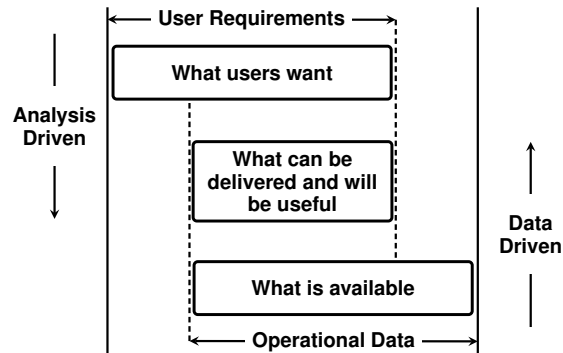 User Requirements
What users want
Analysis
Driven
What can be
delivered and will
be useful
Data
Driven
What is available
Operational Data